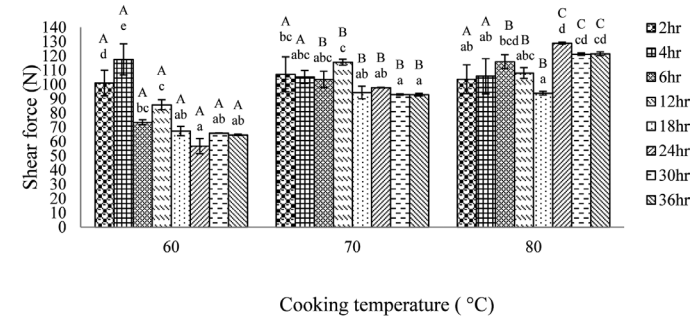 Shear force (N)
140
130
120
110
100
90
80
70
60
50
40
30
20
10
0
A d
A e
A bc
A c
A ab
A a
A ab
A ab
A bc
A abc
B abc
B c
B ab
B ab
B a
B a
A ab
A ab
B bcd
B abc
B a
C d
C cd
C cd
60
70
80
Cooking temperature ( °C)
2hr
4hr
6hr
12hr
18hr
24hr
30hr
36hr